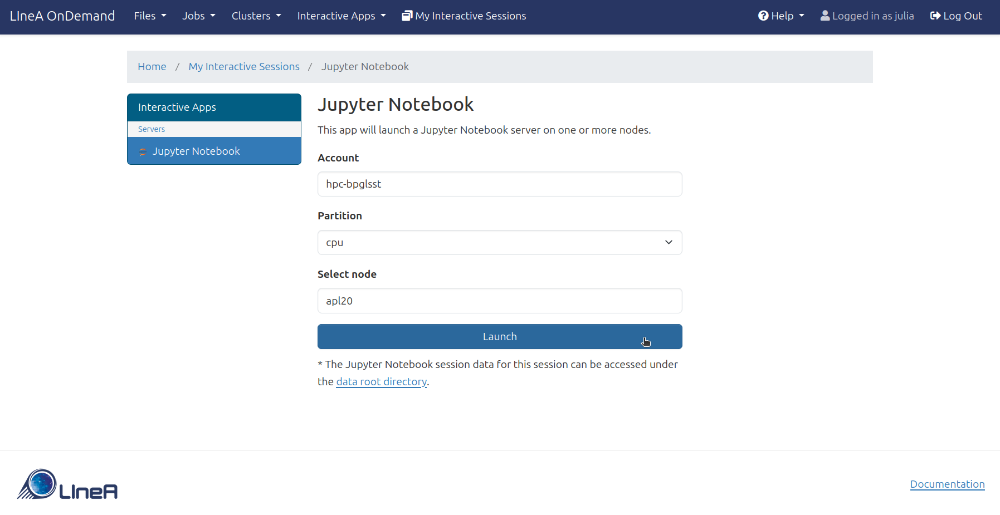 LIneA OnDemand Files Jobs Clusters Interactive Apps My Interactive Sessions Help Logged in as julia Log Out
Home / My Interactive Sessions / Jupyter Notebook
Interactive Apps
Servers
Jupyter Notebook
Jupyter Notebook
This app will launch a Jupyter Notebook server on one or more nodes.
Account
hpc-bpglsst
Partition
cpu
Select node
apl20
Launch
* The Jupyter Notebook session data for this session can be accessed under
the data root directory.
LIneA
Documentation